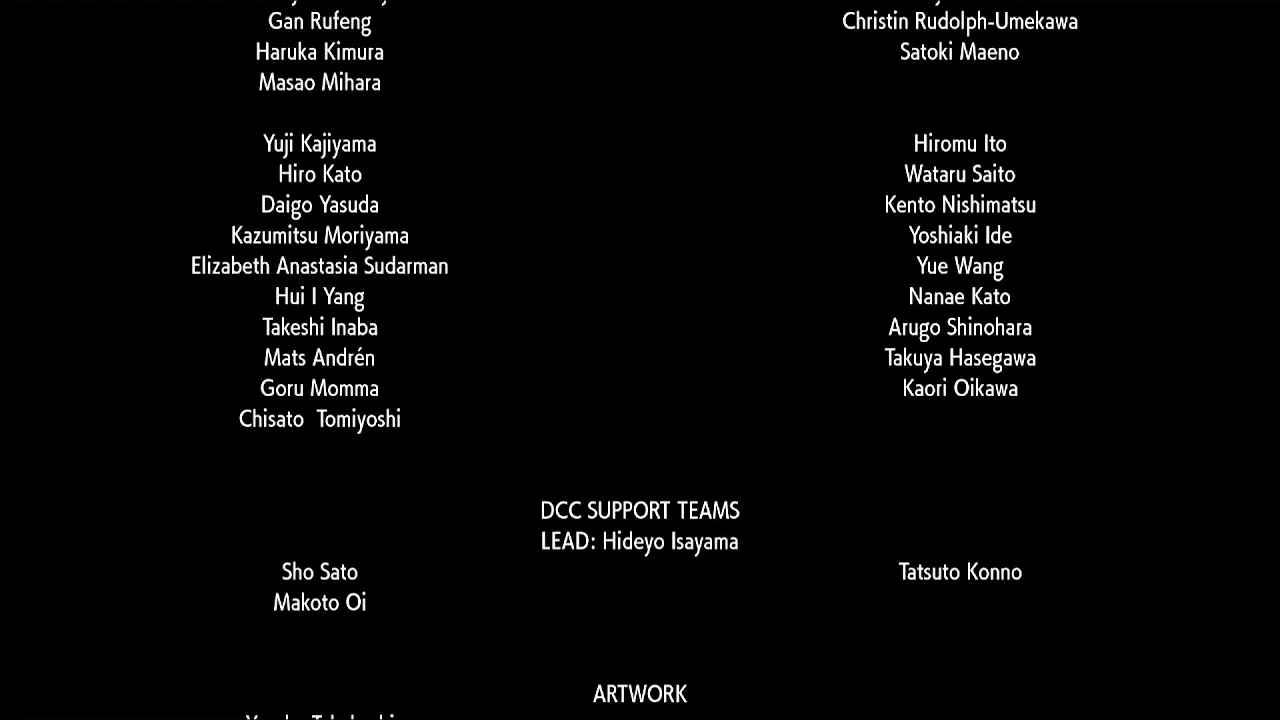 Gan Rufeng
Christin Rudolph-Umekawa
Haruka Kimura
Satoki Maeno
Masao Mihara
Yuji Kajiyama
Hiromu Ito
Hiro Kato
Wataru Saito
Daigo Yasuda
Kento Nishimatsu
Kazumitsu Moriyama
Yoshiaki Ide
Elizabeth Anastasia Sudarman
Yue Wang
Hui I Yang
Nanae Kato
Takeshi Inaba
Arugo Shinohara
Mats Andrén
Takuya Hasegawa
Goru Momma
Kaori Oikawa
Chisato  Tomiyoshi
DCC SUPPORT TEAMS
LEAD: Hideyo Isayama
Sho Sato
Tatsuto Konno
Makoto Oi
ARTWORK